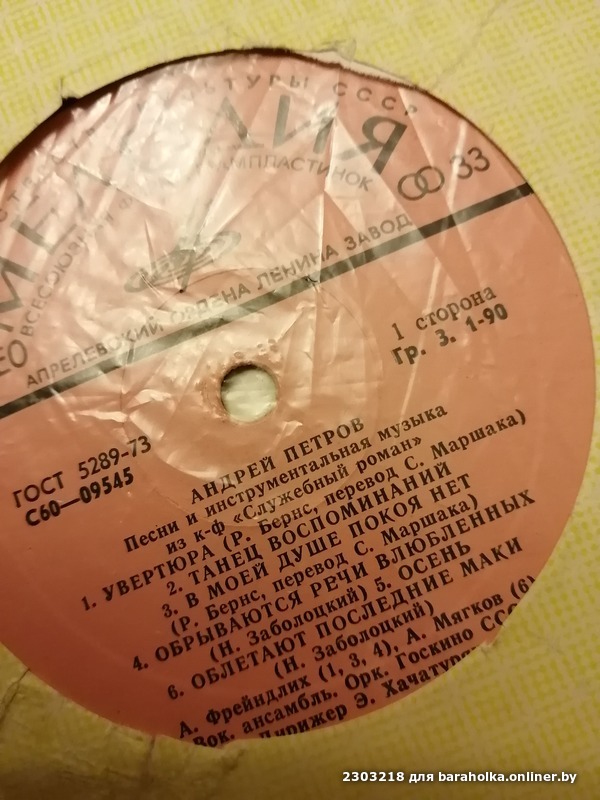 КУЛЬТУРЫ СССР
МЕЛОДИЯ
ВСЕСОЮЗНАЯ ГРАМПЛАСТИНОК
33
АПРЕЛЕВСКИЙ ОРДЕНА ЛЕНИНА ЗАВОД
1 сторона
Гр. 3. 1-90
ГОСТ 5289-73
С60—09545
АНДРЕЙ ПЕТРОВ
Песни и инструментальная музыка
из к-ф «Служебный роман»
1. УВЕРТЮРА (Р. Бернс, перевод С. Маршака)
2. ТАНЕЦ ВОСПОМИНАНИЙ
3. В МОЕЙ ДУШЕ ПОКОЯ НЕТ
(Р. Бернс, перевод С. Маршака)
4. ОБРЫВАЮТСЯ РЕЧИ ВЛЮБЛЕННЫХ
(Н. Заболоцкий) 5. ОСЕНЬ
6. ОБЛЕТАЮТ ПОСЛЕДНИЕ МАКИ
(Н. Заболоцкий)
А. Фрейндлих (1, 3, 4), А. Мягков (6)
Вок. ансамбль. Орк. Госкино
Дирижер Э.
2303218 для baraholka.onliner.by